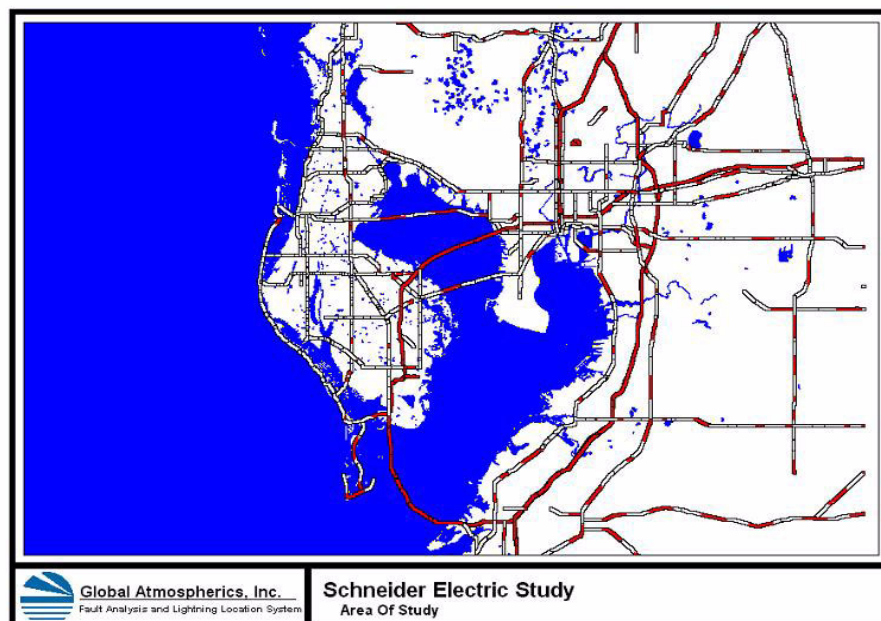 Global Atmospherics, Inc.
Fault Analysis and Lightning Location System
Schneider Electric Study
Area Of Study